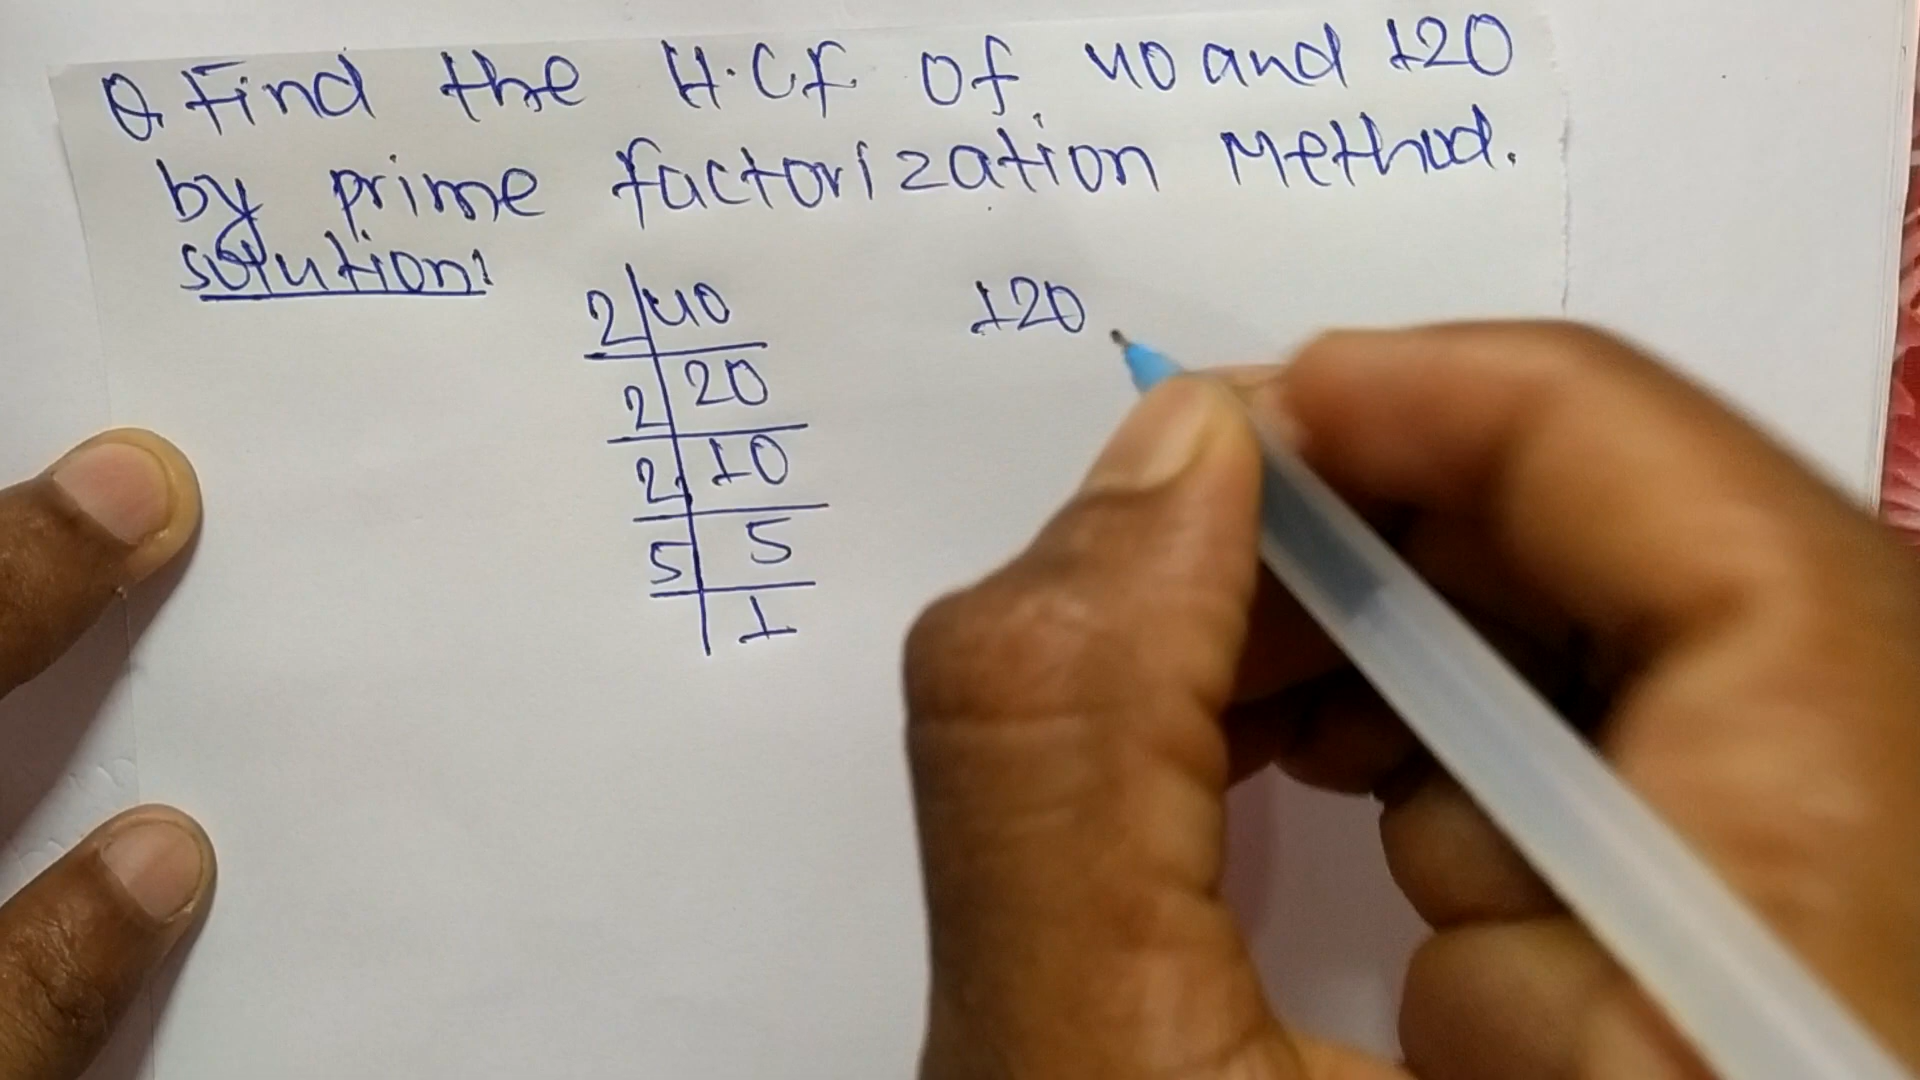 Q. Find the H.C.F. of 40 and 120
by prime factorization Method.
solution:
2 40 120
2 20
2 10
5 5
1